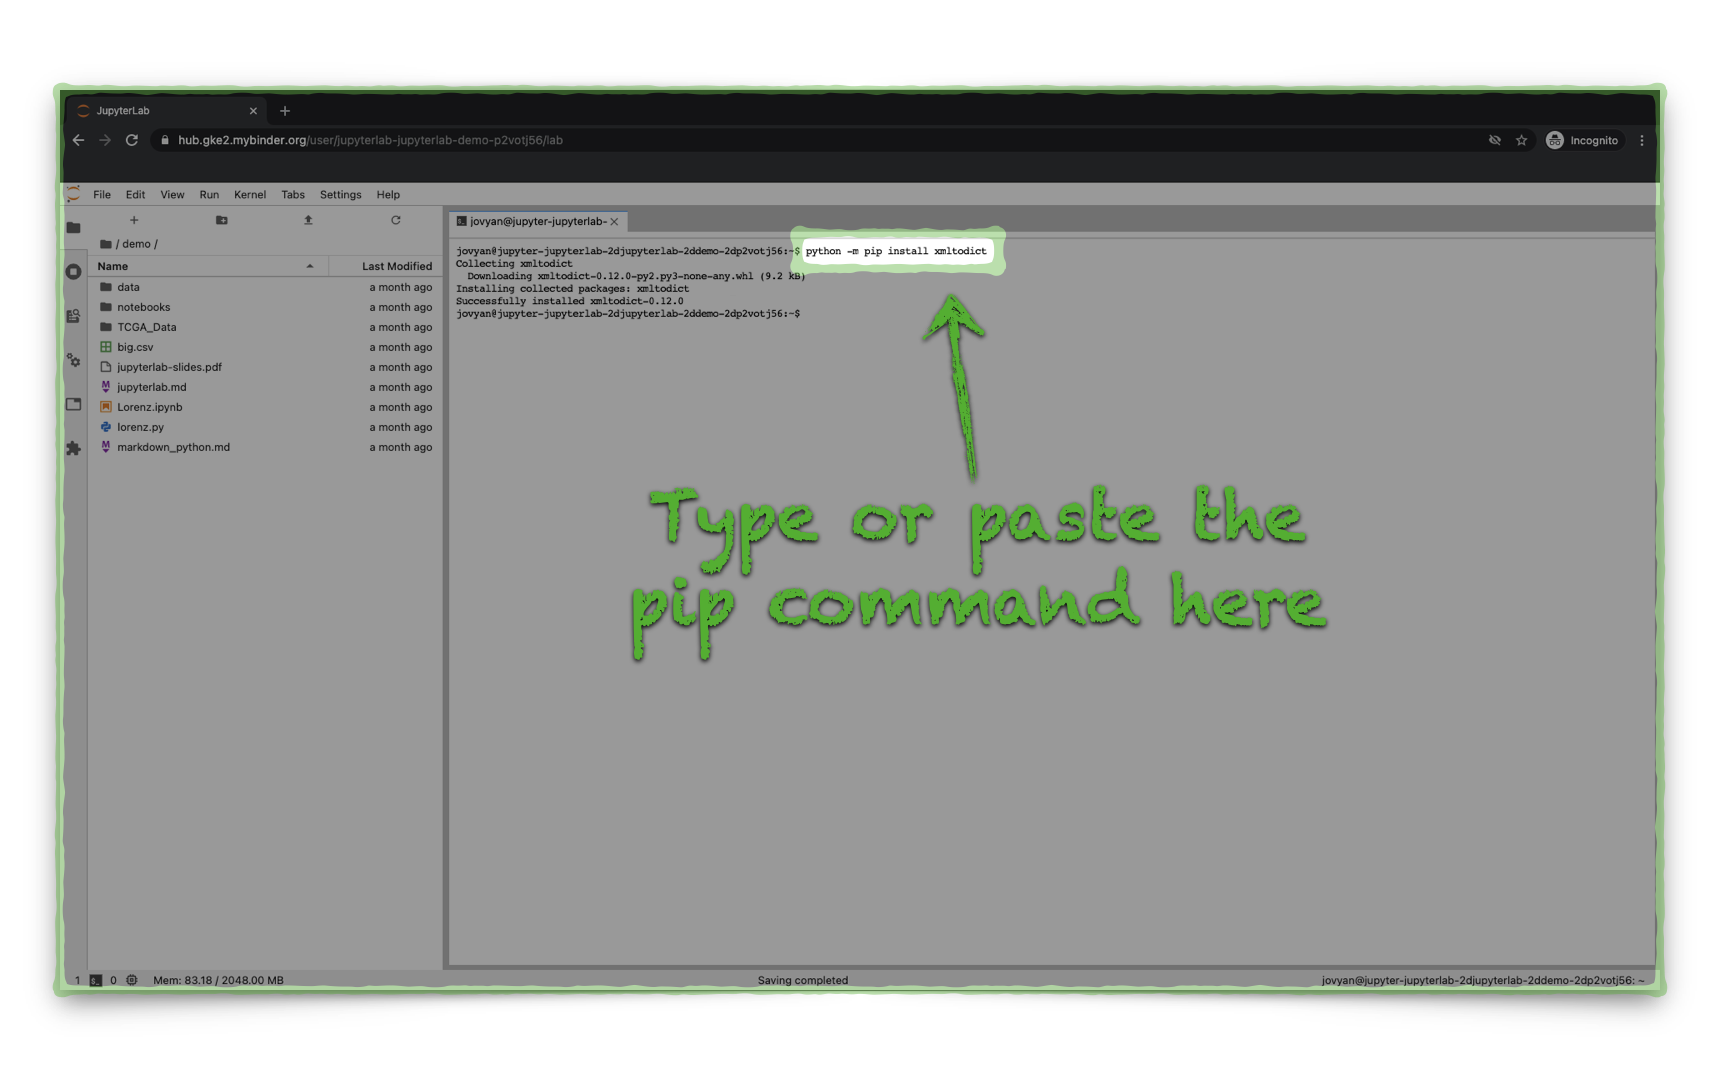 JupyterLab
hub.gke2.mybinder.org/user/jupyterlab-jupyterlab-demo-p2votj56/lab
Incognito
File Edit View Run Kernel Tabs Settings Help
/ demo /
Name Last Modified
data a month ago
notebooks a month ago
TCGA_Data a month ago
big.csv a month ago
jupyterlab-slides.pdf a month ago
jupyterlab.md a month ago
Lorenz.ipynb a month ago
lorenz.py a month ago
markdown_python.md a month ago
jovyan@jupyter-jupyterlab-
jovyan@jupyter-jupyterlab-2djupyterlab-2ddemo-2dp2votj56:~$ python -m pip install xmltodict
Collecting xmltodict
Downloading xmltodict-0.12.0-py2.py3-none-any.whl (9.2 kB)
Installing collected packages: xmltodict
Successfully installed xmltodict-0.12.0
jovyan@jupyter-jupyterlab-2djupyterlab-2ddemo-2dp2votj56:~$
Type or paste the
pip command here
1 0 Mem: 83.18 / 2048.00 MB Saving completed jovyan@jupyter-jupyterlab-2djupyterlab-2ddemo-2dp2votj56: ~